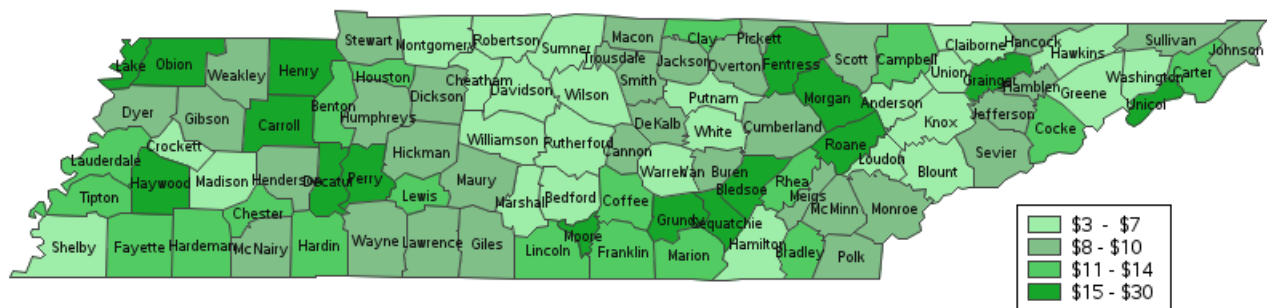 Stewart
Montgomery
Robertson
Sumner
Macon
Clay
Pickett
Scott
Campbell
Claiborne
Hancock
Hawkins
Sullivan
Johnson
Lake
Obion
Weakley
Henry
Houston
Cheatham
Trousdale
Jackson
Overton
Fentress
Union
Grainger
Hamblen
Washington
Carter
Dyer
Gibson
Carroll
Benton
Humphreys
Dickson
Davidson
Wilson
Smith
Putnam
Morgan
Anderson
Knox
Jefferson
Greene
Unicol
Crockett
Williamson
Rutherford
DeKalb
White
Cumberland
Roane
Loudon
Cocke
Sevier
Lauderdale
Haywood
Madison
Henderson
Decatur
Perry
Hickman
Maury
Cannon
Warren
Van Buren
Bledsoe
Rhea
Meigs
Blount
Tipton
Chester
Lewis
Marshall
Bedford
Coffee
Grundy
Sequatchie
McMinn
Monroe
Shelby
Fayette
Hardeman
McNairy
Hardin
Wayne
Lawrence
Giles
Lincoln
Moore
Franklin
Marion
Hamilton
Bradley
Polk
$3 - $7
$8 - $10
$11 - $14
$15 - $30